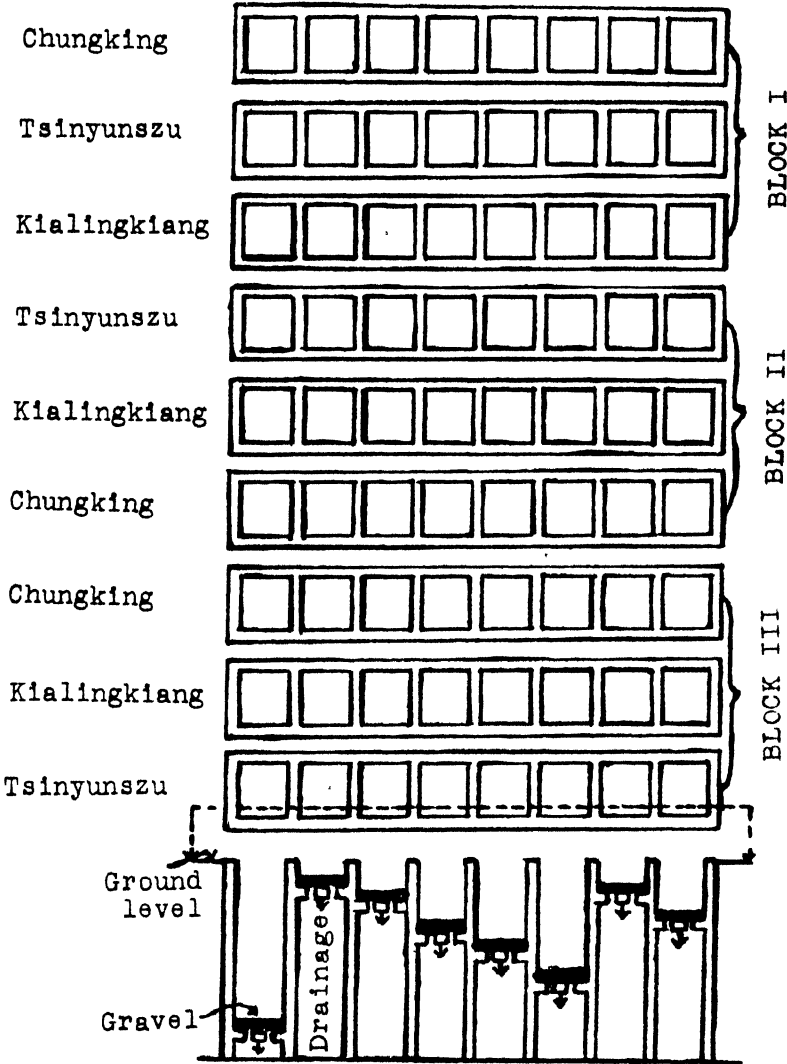 Chungking
Tsinyunszu
Kialingkiang
BLOCK I
Tsinyunszu
Kialingkiang
Chungking
BLOCK II
Chungking
Kialingkiang
Tsinyunszu
BLOCK III
Ground
level
Gravel
Drainage